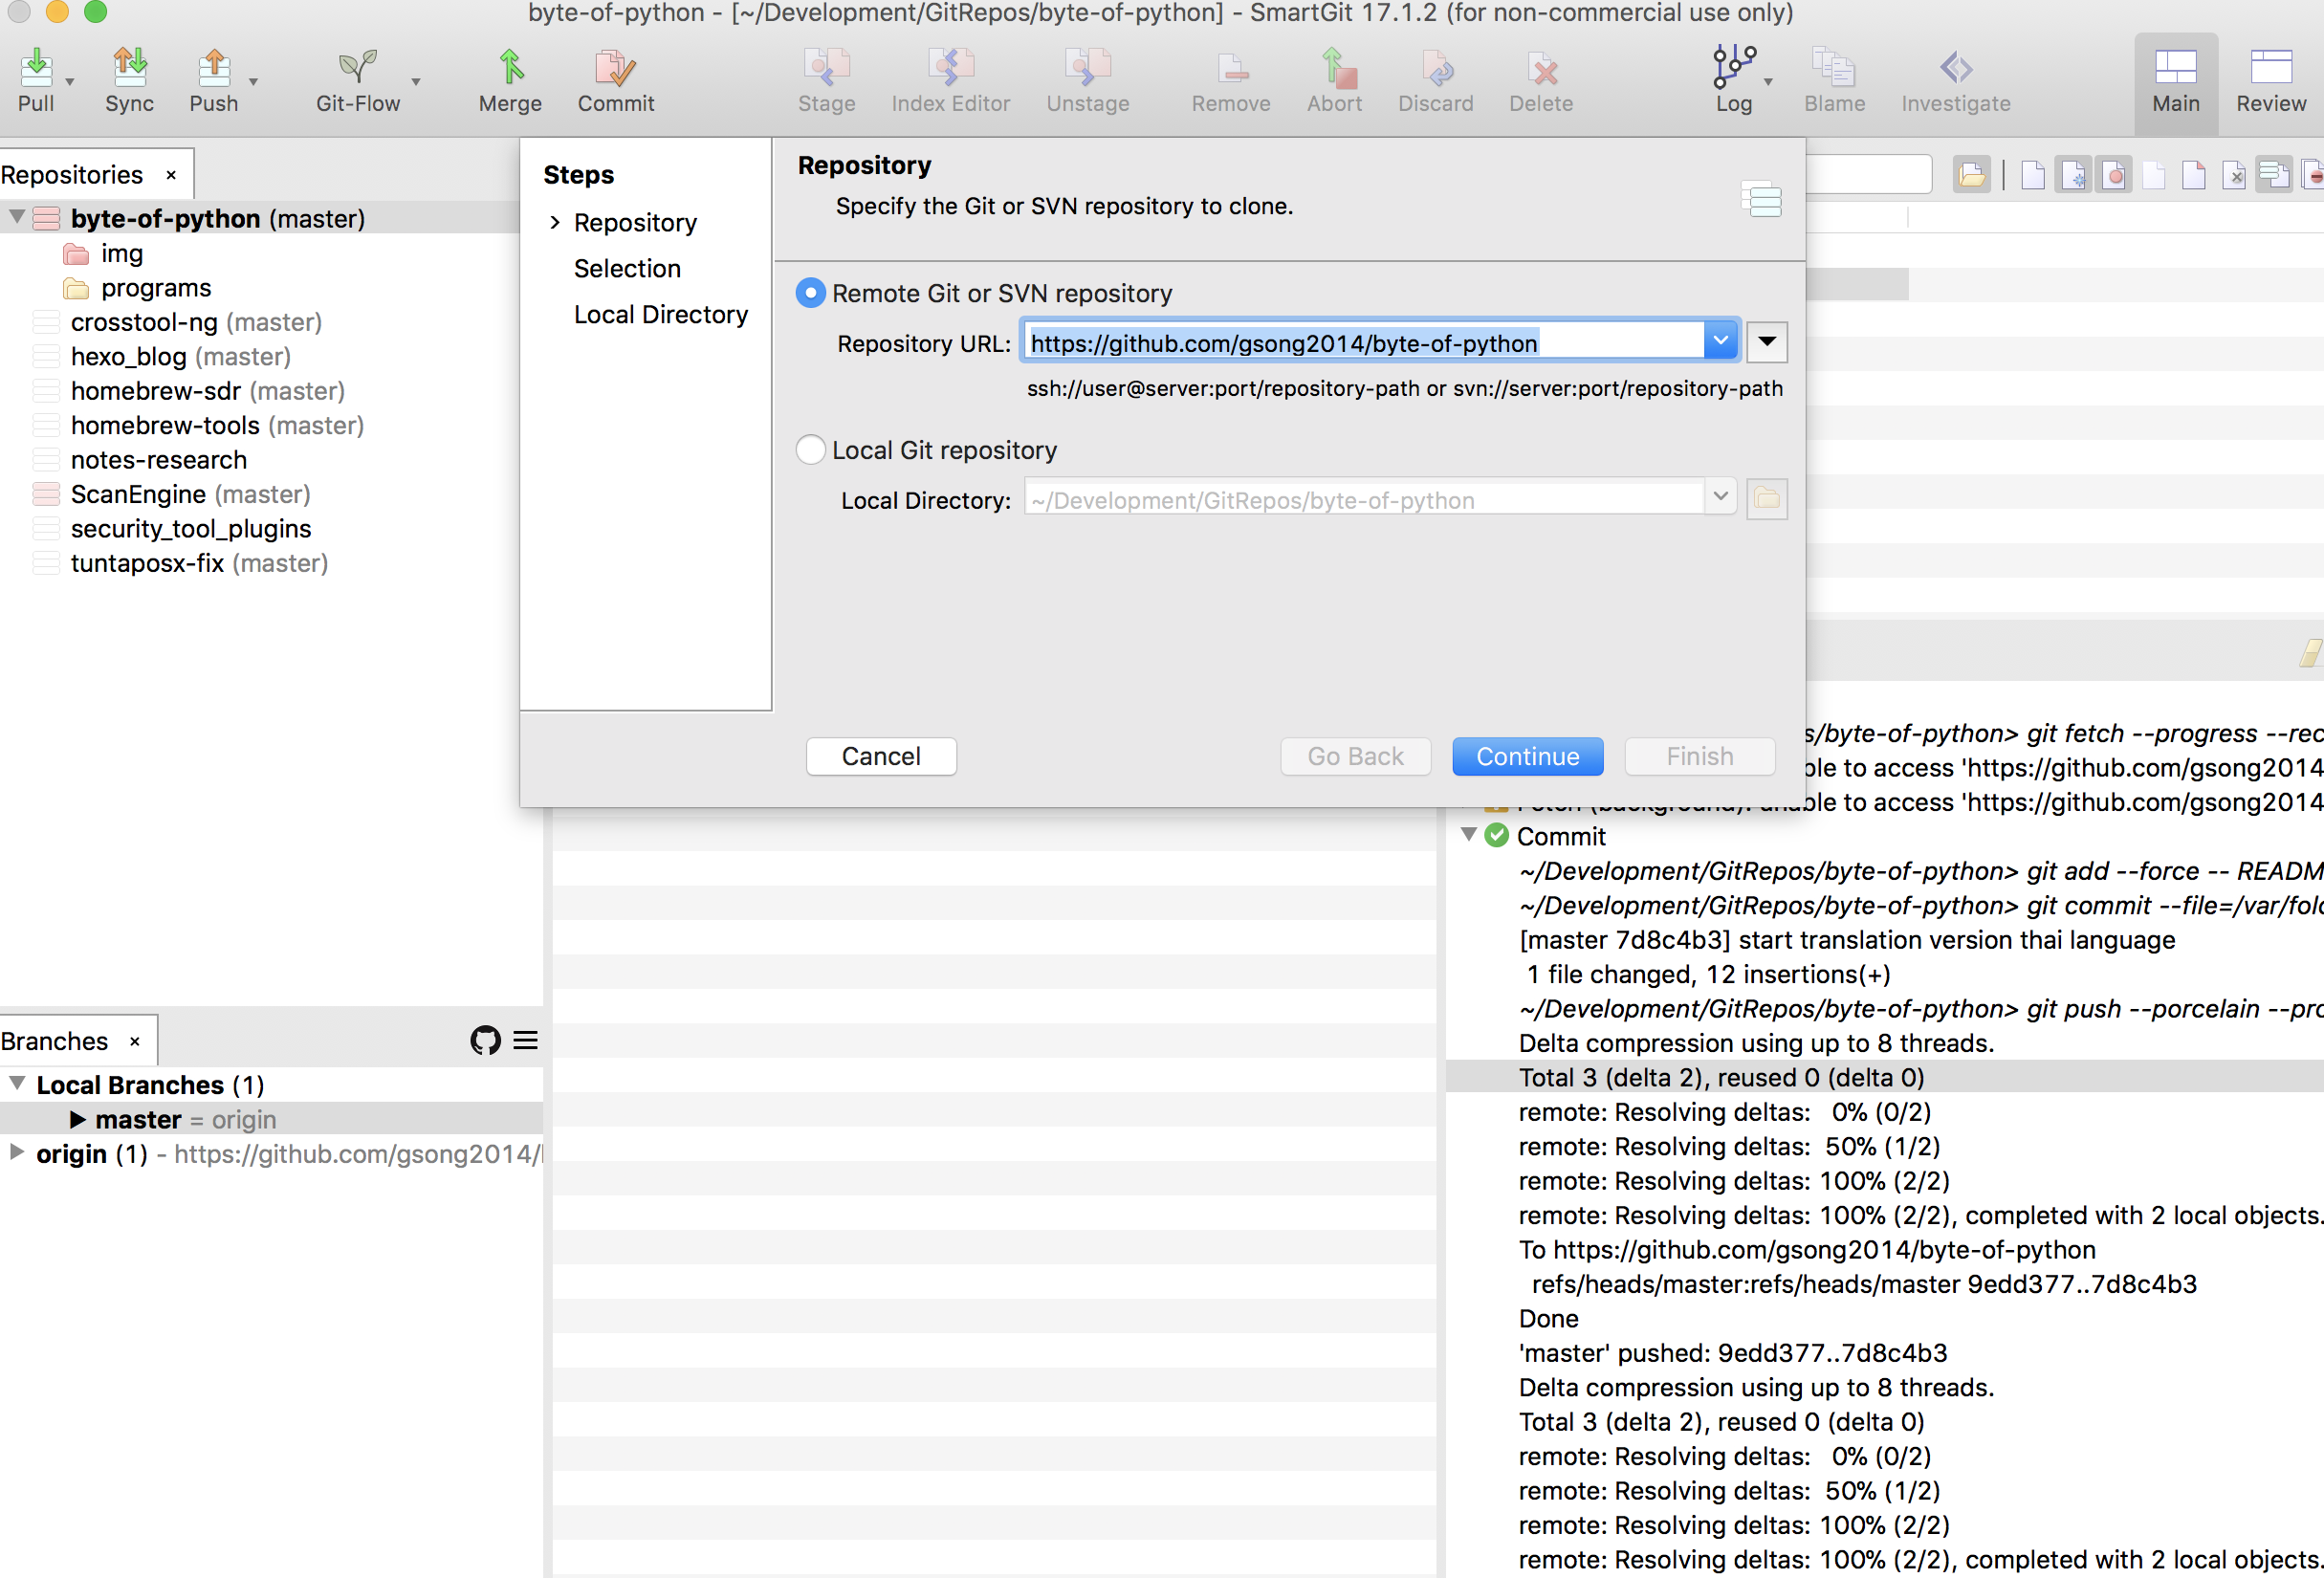 byte-of-python - [~/Development/GitRepos/byte-of-python] - SmartGit 17.1.2 (for non-commercial use only)
Pull Sync Push Git-Flow Merge Commit Stage Index Editor Unstage Remove Abort Discard Delete Log Blame Investigate Main Review
Repositories ×
byte-of-python (master)
img
programs
crosstool-ng (master)
hexo_blog (master)
homebrew-sdr (master)
homebrew-tools (master)
notes-research
ScanEngine (master)
security_tool_plugins
tuntaposx-fix (master)
Steps
Repository
Selection
Local Directory
Repository
Specify the Git or SVN repository to clone.
Remote Git or SVN repository
Repository URL: https://github.com/gsong2014/byte-of-python
ssh://user@server:port/repository-path or svn://server:port/repository-path
Local Git repository
Local Directory: ~/Development/GitRepos/byte-of-python
Cancel Go Back Continue Finish
Branches ×
Local Branches (1)
master = origin
origin (1) - https://github.com/gsong2014/
s/byte-of-python> git fetch --progress --rec
ble to access 'https://github.com/gsong2014
Fetch (background): unable to access 'https://github.com/gsong2014
Commit
~/Development/GitRepos/byte-of-python> git add --force -- READM
~/Development/GitRepos/byte-of-python> git commit --file=/var/fol
[master 7d8c4b3] start translation version thai language
1 file changed, 12 insertions(+)
~/Development/GitRepos/byte-of-python> git push --porcelain --pro
Delta compression using up to 8 threads.
Total 3 (delta 2), reused 0 (delta 0)
remote: Resolving deltas: 0% (0/2)
remote: Resolving deltas: 50% (1/2)
remote: Resolving deltas: 100% (2/2)
remote: Resolving deltas: 100% (2/2), completed with 2 local objects.
To https://github.com/gsong2014/byte-of-python
refs/heads/master:refs/heads/master 9edd377..7d8c4b3
Done
'master' pushed: 9edd377..7d8c4b3
Delta compression using up to 8 threads.
Total 3 (delta 2), reused 0 (delta 0)
remote: Resolving deltas: 0% (0/2)
remote: Resolving deltas: 50% (1/2)
remote: Resolving deltas: 100% (2/2)
remote: Resolving deltas: 100% (2/2), completed with 2 local objects.